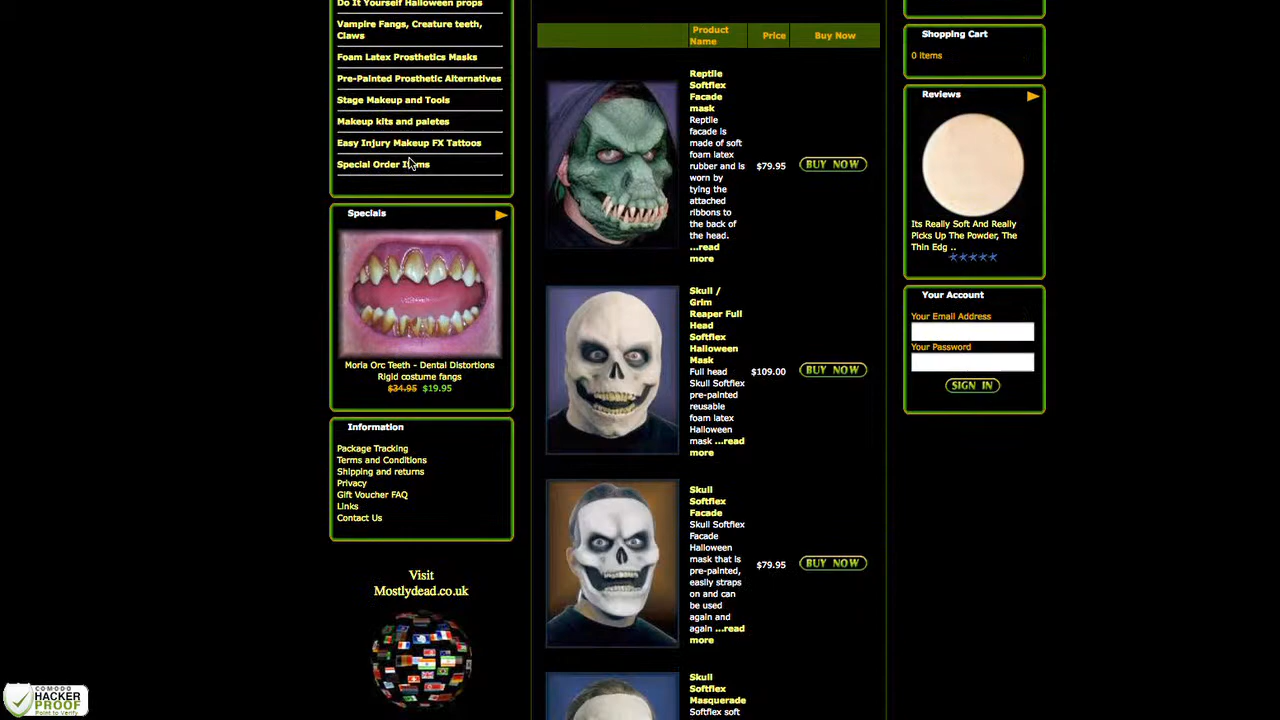 Do It Yourself Halloween props
Vampire Fangs, Creature teeth,
Claws
Foam Latex Prosthetics Masks
Pre-Painted Prosthetic Alternatives
Stage Makeup and Tools
Makeup kits and paletes
Easy Injury Makeup FX Tattoos
Special Order Items
Specials
Moria Orc Teeth - Dental Distortions
Rigid costume fangs
$34.95 $19.95
Information
Package Tracking
Terms and Conditions
Shipping and returns
Privacy
Gift Voucher FAQ
Links
Contact Us
Visit
Mostlydead.co.uk
COMODO
HACKER
PROOF
Point to Verify
Product
Name
Price
Buy Now
Reptile
Softflex
Facade
mask
Reptile
facade is
made of soft
foam latex
rubber and is
worn by
tying the
attached
ribbons to
the back of
the head.
...read
more
$79.95
BUY NOW
Skull /
Grim
Reaper Full
Head
Softflex
Halloween
Mask
Full head
Skull Softflex
pre-painted
reusable
foam latex
Halloween
mask ...read
more
$109.00
BUY NOW
Skull
Softflex
Facade
Skull Softflex
Facade
Halloween
mask that is
pre-painted,
easily straps
on and can
be used
again and
again ...read
more
$79.95
BUY NOW
Skull
Softflex
Masquerade
Softflex soft
Shopping Cart
0 items
Reviews
Its Really Soft And Really
Picks Up The Powder, The
Thin Edg ..
Your Account
Your Email Address
Your Password
SIGN IN